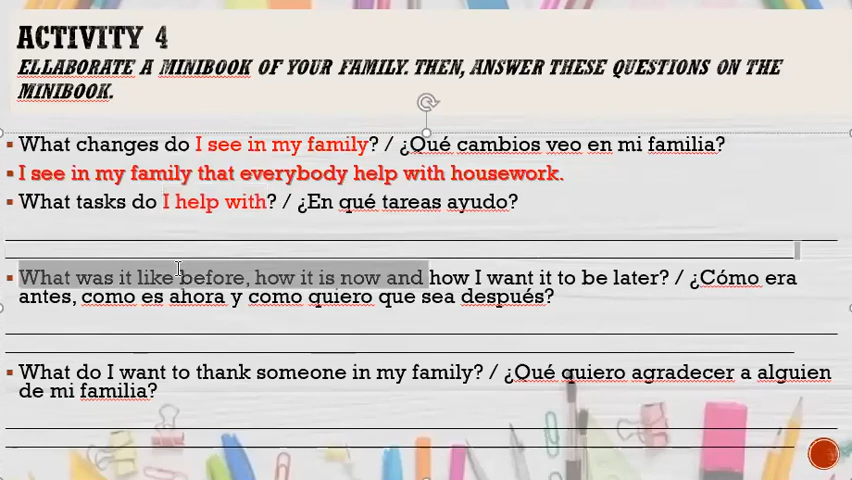 ACTIVITY 4
ELLABORATE A MINIBOOK OF YOUR FAMILY. THEN, ANSWER THESE QUESTIONS ON THE
MINIBOOK.
What changes do I see in my family? / ¿Qué cambios veo en mi familia?
I see in my family that everybody help with housework.
What tasks do I help with? / ¿En qué tareas ayudo?
What was it like before, how it is now and how I want it to be later? / ¿Cómo era
antes, como es ahora y como quiero que sea después?
What do I want to thank someone in my family? / ¿Qué quiero agradecer a alguien
de mi familia?